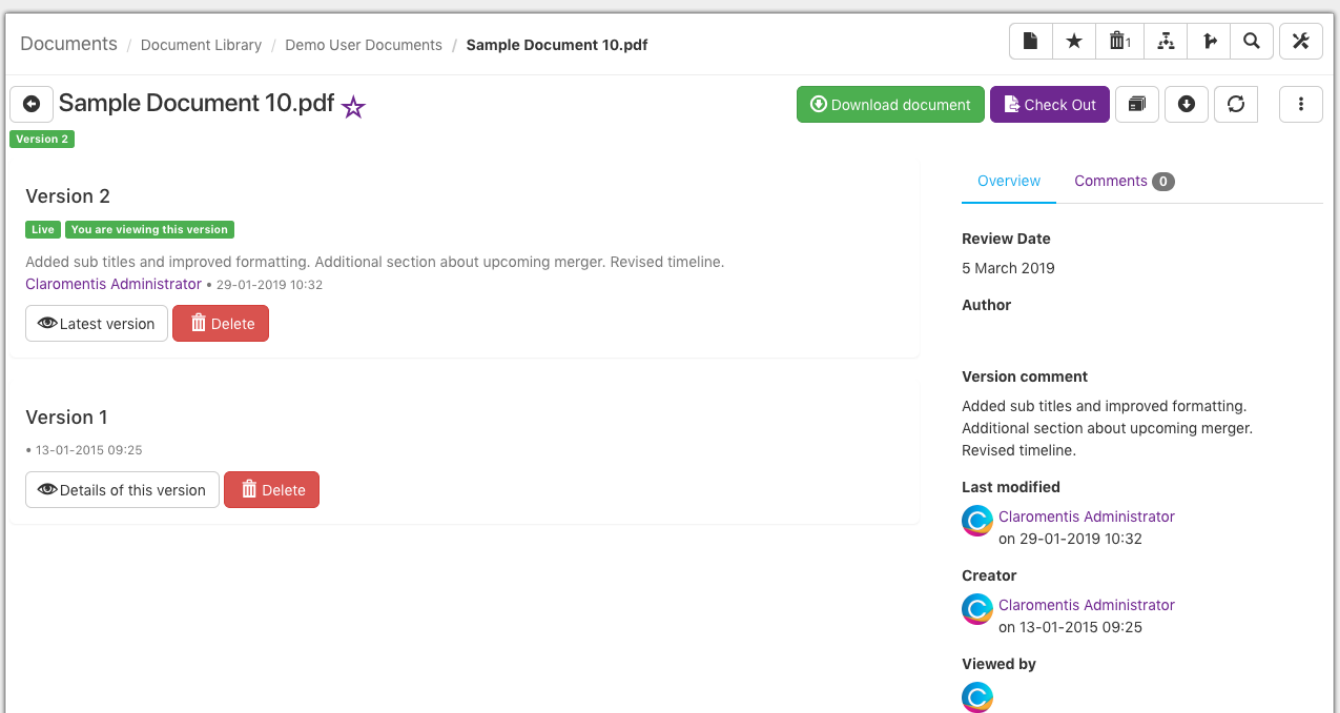 Documents / Document Library / Demo User Documents / Sample Document 10.pdf
1
Sample Document 10.pdf
Download document
Check Out
Version 2
Version 2
Live You are viewing this version
Added sub titles and improved formatting. Additional section about upcoming merger. Revised timeline.
Claromentis Administrator • 29-01-2019 10:32
Latest version
Delete
Version 1
• 13-01-2015 09:25
Details of this version
Delete
Overview
Comments 0
Review Date
5 March 2019
Author
Version comment
Added sub titles and improved formatting.
Additional section about upcoming merger.
Revised timeline.
Last modified
Claromentis Administrator
on 29-01-2019 10:32
Creator
Claromentis Administrator
on 13-01-2015 09:25
Viewed by